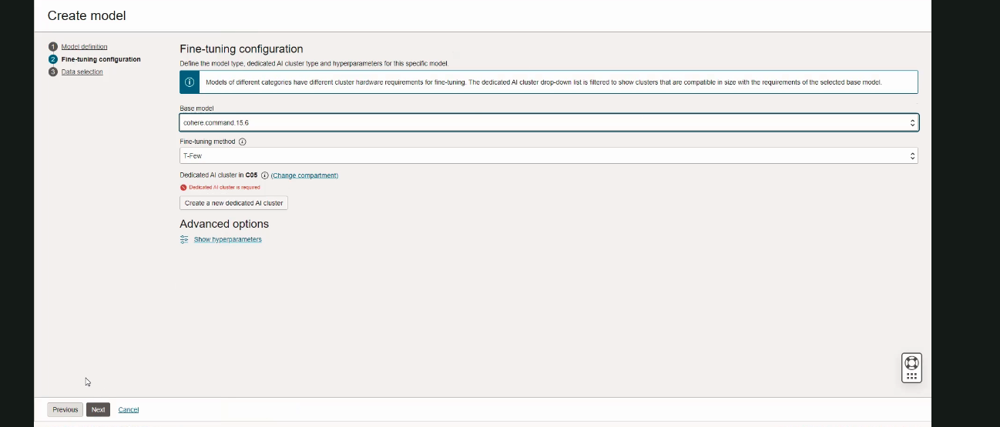 Create model
1 Model definition
2 Fine-tuning configuration
3 Data selection
Fine-tuning configuration
Define the model type, dedicated AI cluster type and hyperparameters for this specific model.
Models of different categories have different cluster hardware requirements for fine-tuning. The dedicated AI cluster drop-down list is filtered to show clusters that are compatible in size with the requirements of the selected base model.
Base model
cohere.command.15.6
Fine-tuning method
T-Few
Dedicated AI cluster in C05 (Change compartment)
Dedicated AI cluster is required
Create a new dedicated AI cluster
Advanced options
Show hyperparameters
Previous Next Cancel